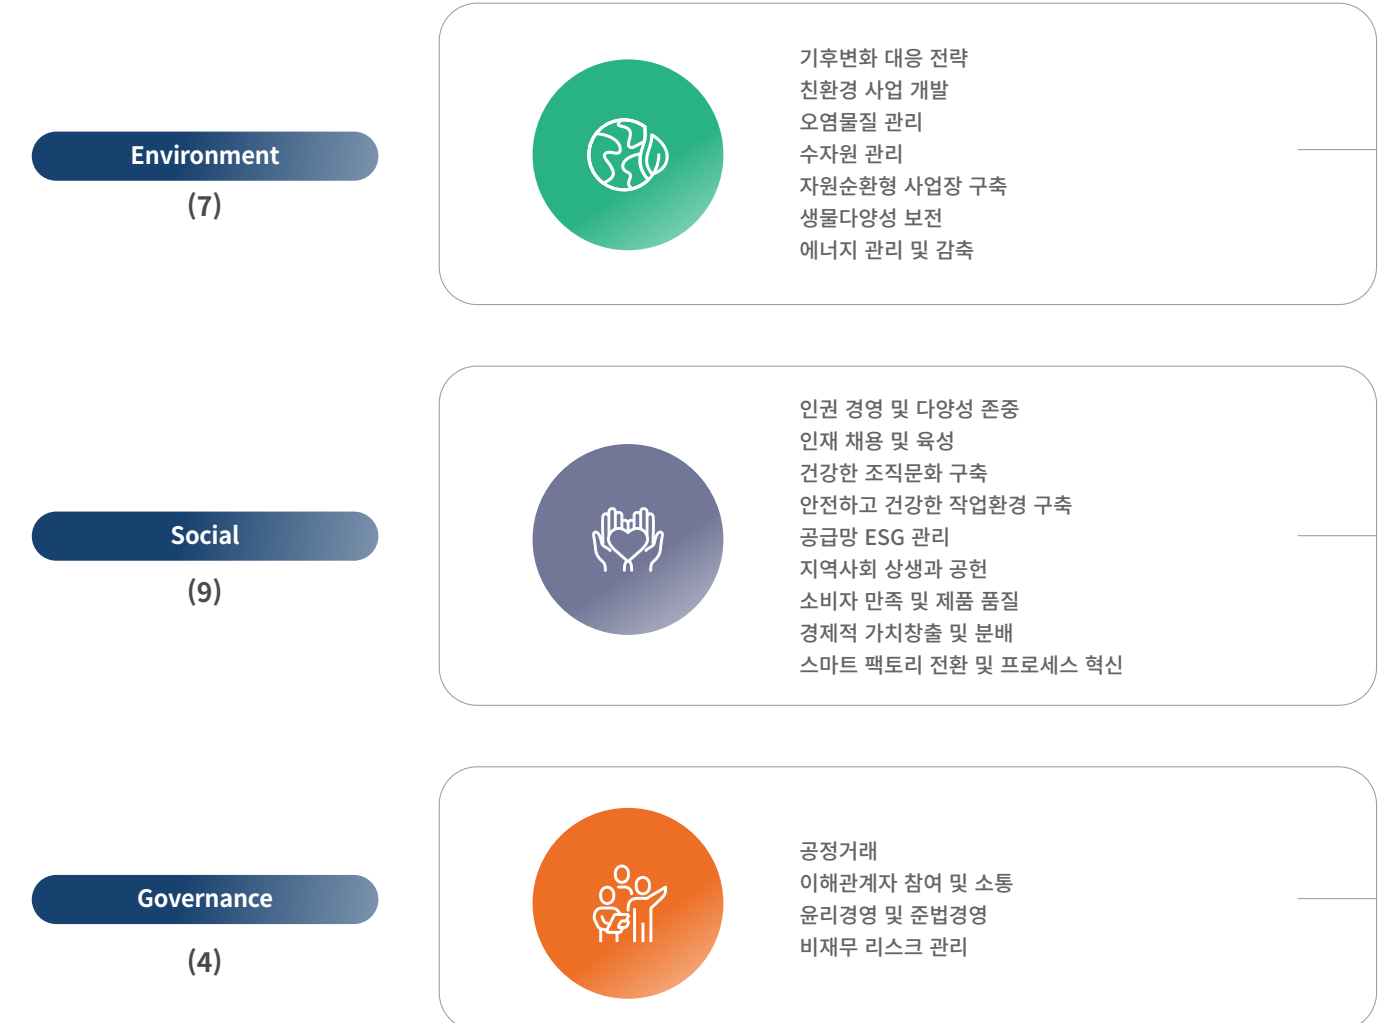 Environment
(7)
기후변화 대응 전략
친환경 사업 개발
오염물질 관리
수자원 관리
자원순환형 사업장 구축
생물다양성 보전
에너지 관리 및 감축
Social
(9)
인권 경영 및 다양성 존중
인재 채용 및 육성
건강한 조직문화 구축
안전하고 건강한 작업환경 구축
공급망 ESG 관리
지역사회 상생과 공헌
소비자 만족 및 제품 품질
경제적 가치창출 및 분배
스마트 팩토리 전환 및 프로세스 혁신
Governance
(4)
공정거래
이해관계자 참여 및 소통
윤리경영 및 준법경영
비재무 리스크 관리